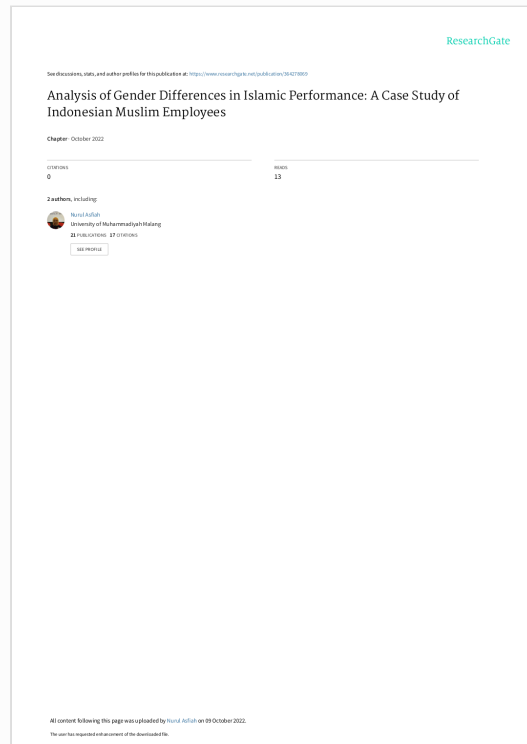 ResearchGate
See discussions, stats, and author profiles for this publication at: https://www.researchgate.net/publication/364278869
Analysis of Gender Differences in Islamic Performance: A Case Study of
Indonesian Muslim Employees
Chapter · October 2022
CITATIONS
0
READS
13
2 authors, including:
Nurul Asfiah
University of Muhammadiyah Malang
21 PUBLICATIONS 17 CITATIONS
SEE PROFILE
All content following this page was uploaded by Nurul Asfiah on 09 October 2022.
The user has requested enhancement of the downloaded file.